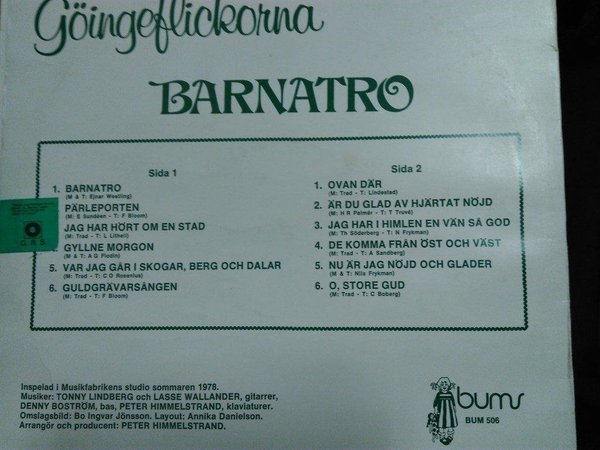 Göingeflickorna
BARNATRO
Sida 1
1. BARNATRO
(M & T: Ejnar Westling)
PÄRLEPORTEN
(M: E Sundéen - T: F Bloom)
JAG HAR HÖRT OM EN STAD
(M: Trad - T: L Lithell)
4. GYLLNE MORGON
(M & T: A G Flodin)
5. VAR JAG GÅR I SKOGAR, BERG OCH DALAR
(M: Trad - T: C O Rosenius)
6. GULDGRÄVARSÅNGEN
(M: Trad - T: F Bloom)
Sida 2
1. OVAN DÄR
(M: Trad - T: Lindestad)
2. ÄR DU GLAD AV HJÄRTAT NÖJD
(M: H R Palmér - T: T Truvé)
3. JAG HAR I HIMLEN EN VÄN SÅ GOD
(M: Th Söderberg - T: N Frykman)
4. DE KOMMA FRÅN ÖST OCH VÄST
(M: Trad - T: A Sandberg)
5. NU ÄR JAG NÖJD OCH GLADER
(M & T: Nils Frykman)
6. O, STORE GUD
(M: Trad - T: C Boberg)
Inspelad i Musikfabrikens studio sommaren 1978.
Musiker: TONNY LINDBERG och LASSE WALLANDER, gitarrer,
DENNY BOSTRÖM, bas, PETER HIMMELSTRAND, klaviaturer.
Omslagsbild: Bo Ingvar Jönsson. Layout: Annika Danielson.
Arrangör och producent: PETER HIMMELSTRAND.
bums
BUM 506